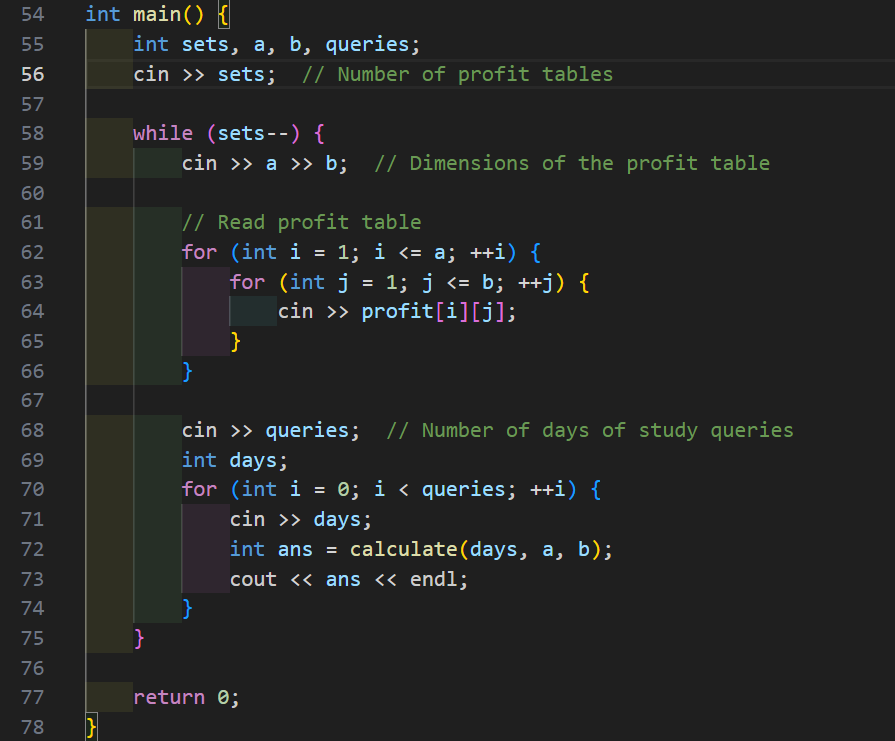 54 int main() {
55     int sets, a, b, queries;
56     cin >> sets;  // Number of profit tables
57
58     while (sets--) {
59         cin >> a >> b;  // Dimensions of the profit table
60
61         // Read profit table
62         for (int i = 1; i <= a; ++i) {
63             for (int j = 1; j <= b; ++j) {
64                 cin >> profit[i][j];
65             }
66         }
67
68         cin >> queries;  // Number of days of study queries
69         int days;
70         for (int i = 0; i < queries; ++i) {
71             cin >> days;
72             int ans = calculate(days, a, b);
73             cout << ans << endl;
74         }
75     }
76
77     return 0;
78 }